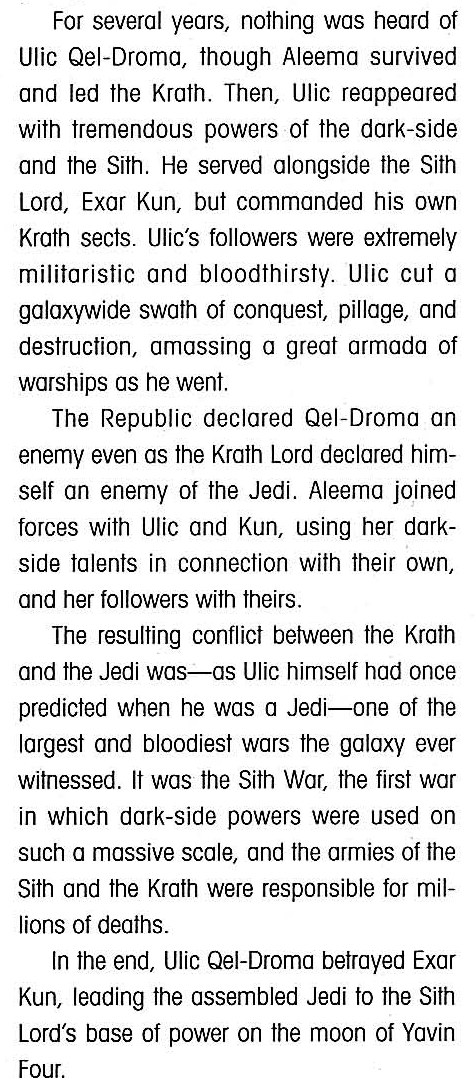 For several years, nothing was heard of
Ulic Qel-Droma, though Aleema survived
and led the Krath. Then, Ulic reappeared
with tremendous powers of the dark-side
and the Sith. He served alongside the Sith
Lord, Exar Kun, but commanded his own
Krath sects. Ulic's followers were extremely
militaristic and bloodthirsty. Ulic cut a
galaxywide swath of conquest, pillage, and
destruction, amassing a great armada of
warships as he went.
The Republic declared Qel-Droma an
enemy even as the Krath Lord declared him-
self an enemy of the Jedi. Aleema joined
forces with Ulic and Kun, using her dark-
side talents in connection with their own,
and her followers with theirs.
The resulting conflict between the Krath
and the Jedi was—as Ulic himself had once
predicted when he was a Jedi—one of the
largest and bloodiest wars the galaxy ever
witnessed. It was the Sith War, the first war
in which dark-side powers were used on
such a massive scale, and the armies of the
Sith and the Krath were responsible for mil-
lions of deaths.
In the end, Ulic Qel-Droma betrayed Exar
Kun, leading the assembled Jedi to the Sith
Lord's base of power on the moon of Yavin
Four.